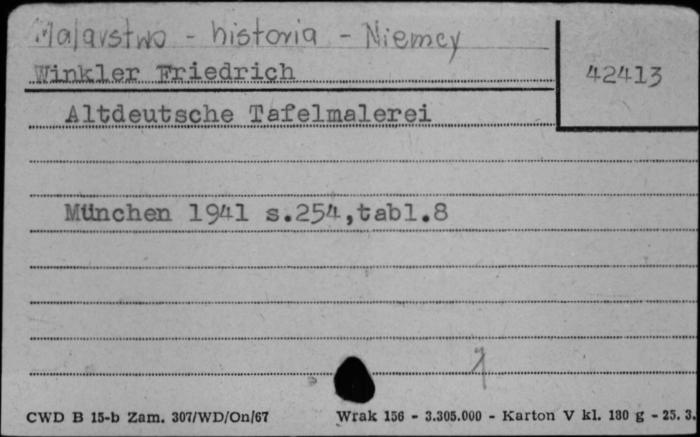 Malarstwo - historia - Niemcy
Winkler Friedrich
42413
Altdeutsche Tafelmalerei
München 1941 s.254,tabl.8
CWD B 15-b Zam. 307/WD/On/67 Wrak 156 - 3.305.000 - Karton V kl. 180 g - 25. 3.